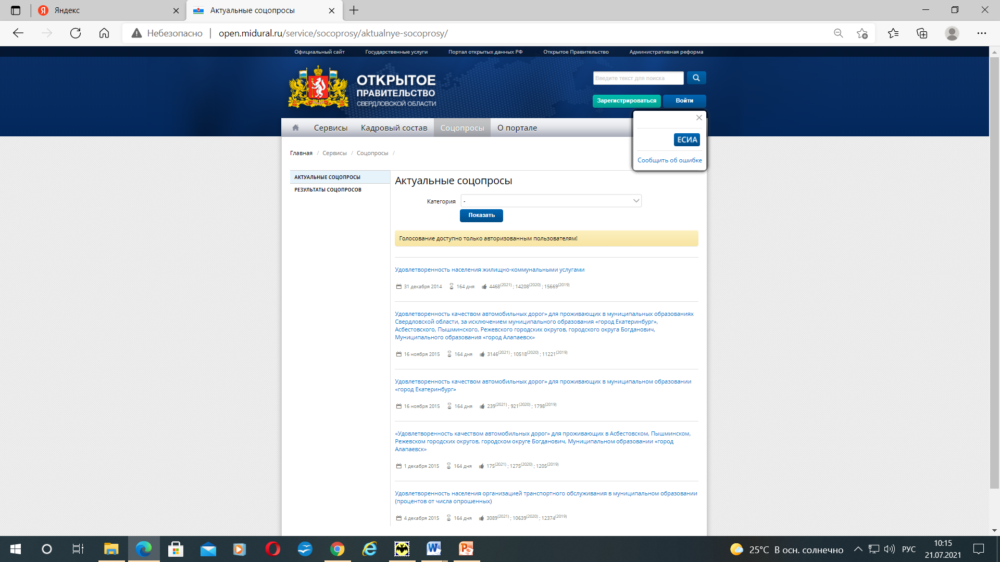 Яндекс
Актуальные соцопросы
Небезопасно
open.midural.ru/service/socoprosy/aktualnye-socoprosy/
Официальный сайт Государственные услуги Портал открытых данных РФ Открытое Правительство Административная реформа
ОТКРЫТОЕ
ПРАВИТЕЛЬСТВО
СВЕРДЛОВСКОЙ ОБЛАСТИ
Введите текст для поиска
Зарегистрироваться Войти
Сервисы Кадровый состав Соцопросы О портале
ЕСИА
Сообщить об ошибке
Главная / Сервисы / Соцопросы /
АКТУАЛЬНЫЕ СОЦОПРОСЫ
РЕЗУЛЬТАТЫ СОЦОПРОСОВ
Актуальные соцопросы
Категория -
Показать
Голосование доступно только авторизованным пользователям!
Удовлетворенность населения жилищно-коммунальными услугами
31 декабря 2014 164 дня 4468(2021) ; 14208(2020) ; 15669(2019)
Удовлетворенность качеством автомобильных дорог» для проживающих в муниципальных образованиях
Свердловской области, за исключением муниципального образования «город Екатеринбург»,
Асбестовского, Пышминского, Режевского городских округов, городского округа Богданович,
Муниципального образования «город Алапаевск»
16 ноября 2015 164 дня 3146(2021) ; 10518(2020) ; 11221(2019)
Удовлетворенность качеством автомобильных дорог» для проживающих в муниципальном образовании
«город Екатеринбург»
16 ноября 2015 164 дня 239(2021) ; 921(2020) ; 1798(2019)
«Удовлетворенность качеством автомобильных дорог» для проживающих в Асбестовском, Пышминском,
Режевском городских округов, городском округе Богданович, Муниципальном образовании «город
Алапаевск»
1 декабря 2015 164 дня 175(2021) ; 1275(2020) ; 1205(2019)
Удовлетворенность населения организацией транспортного обслуживания в муниципальном образовании
(процентов от числа опрошенных)
4 декабря 2015 164 дня 3089(2021) ; 10639(2020) ; 12374(2019)
25°C В осн. солнечно
РУС
10:15
21.07.2021